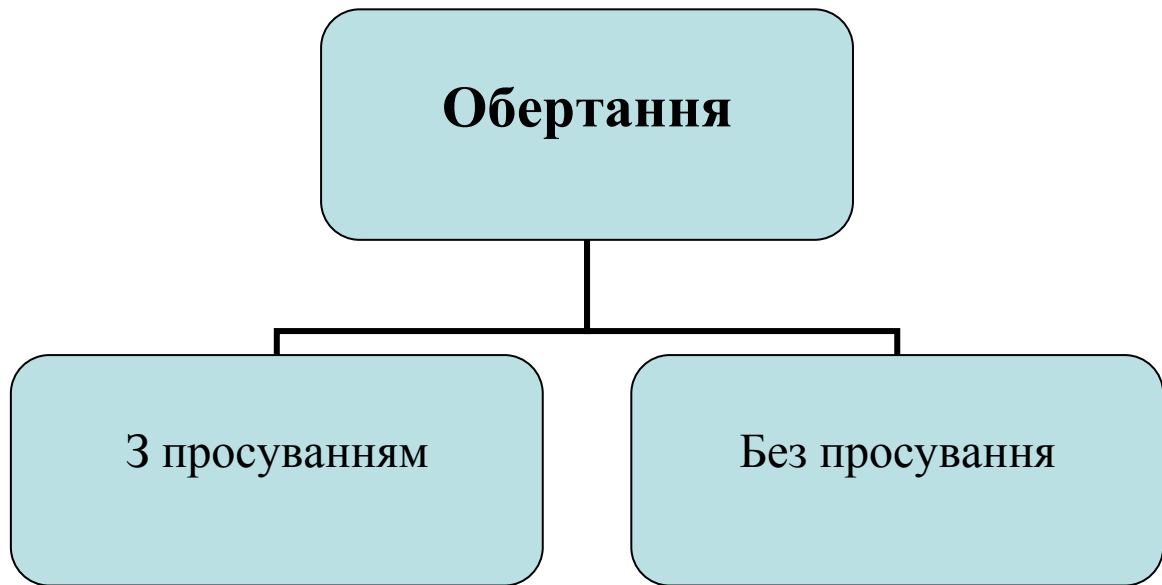 Обертання
З просуванням
Без просування